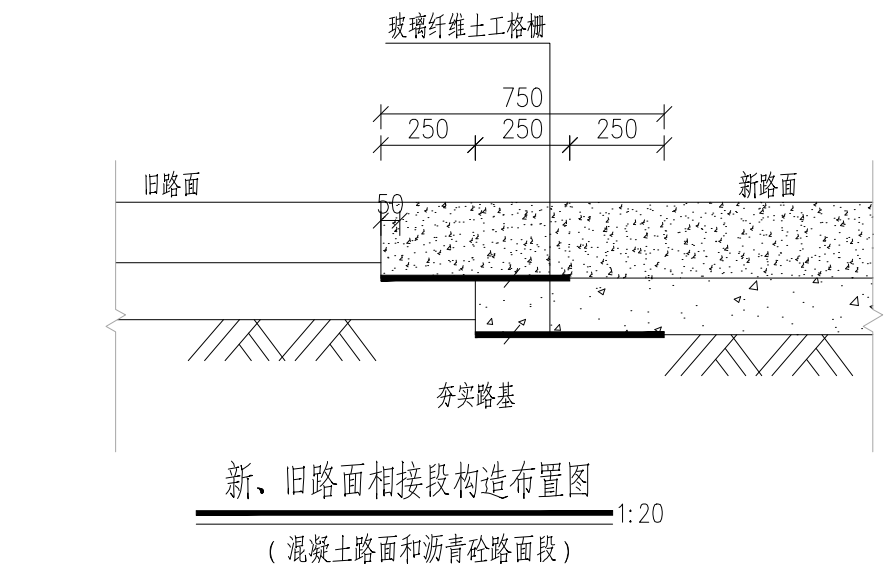 玻璃纤维土工格栅
750
250 250 250
旧路面 新路面
50
夯实路基
新、旧路面相接段构造布置图
1:20
(混凝土路面和沥青砼路面段)